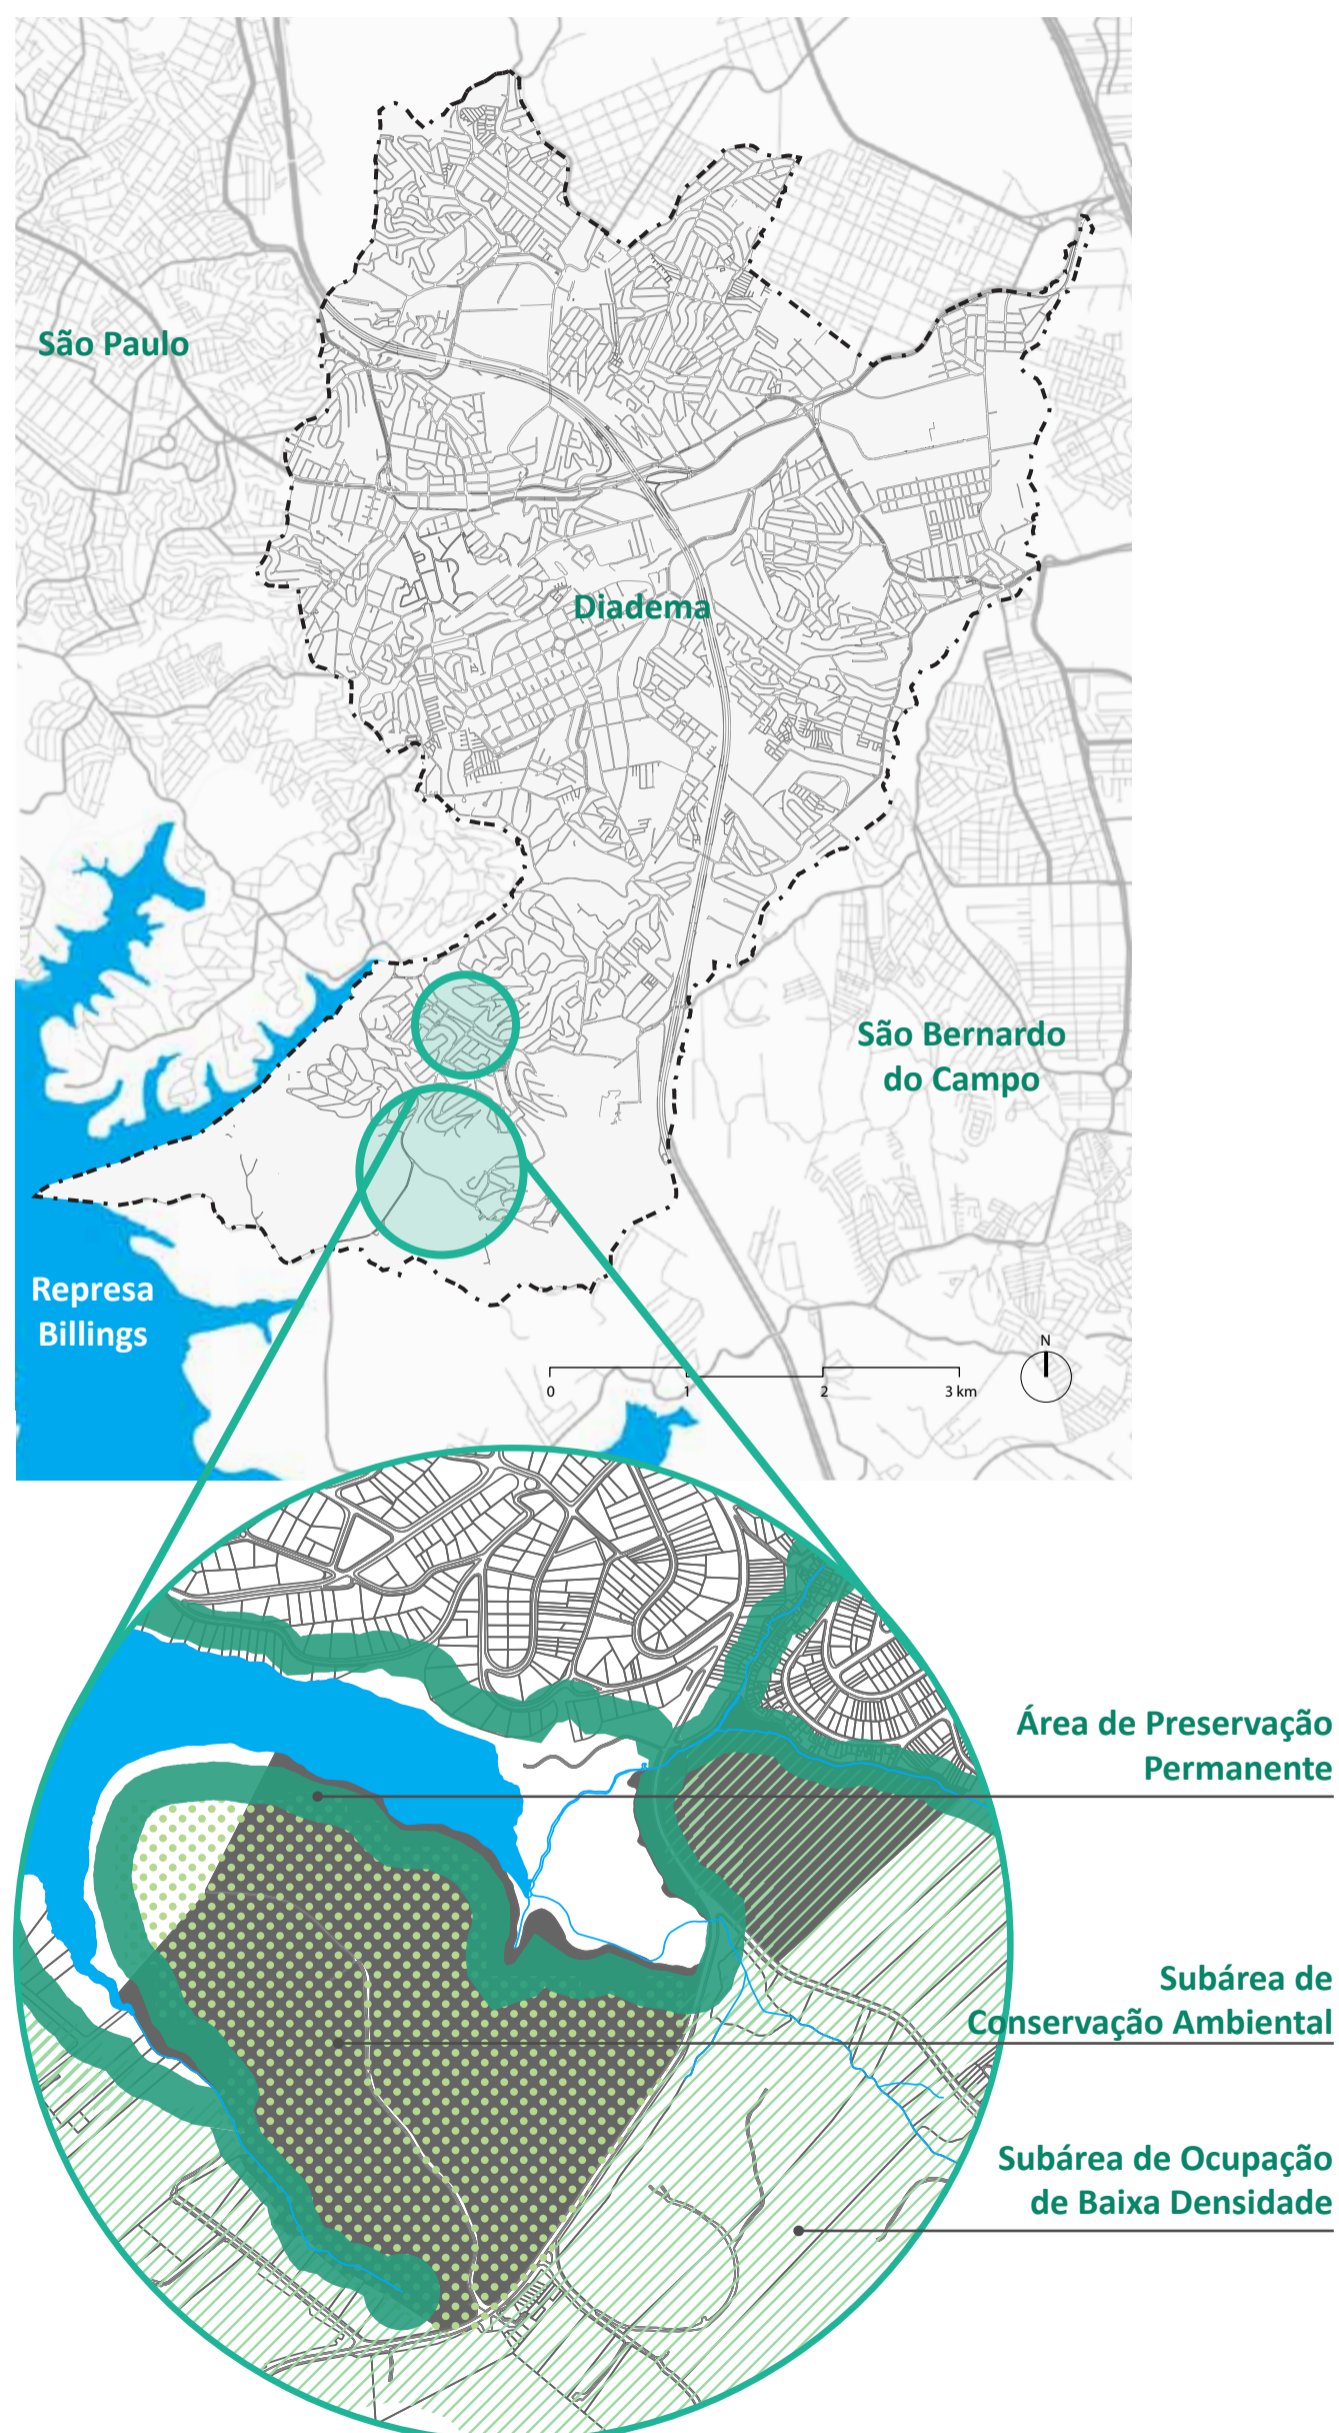 São Paulo
Diadema
São Bernardo
do Campo
Represa
Billings
N
0 1 2 3 km
Área de Preservação
Permanente
Subárea de
Conservação Ambiental
Subárea de Ocupação
de Baixa Densidade